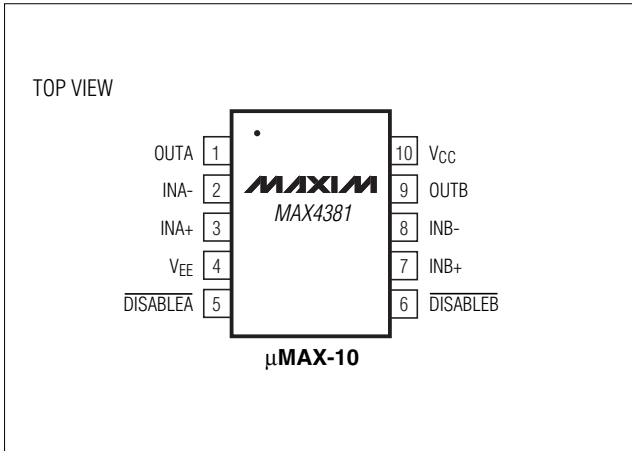 TOP VIEW
OUTA 1
INA- 2
INA+ 3
VEE 4
DISABLEA 5
MAXIM
MAX4381
10 VCC
9 OUTB
8 INB-
7 INB+
6 DISABLEB
µMAX-10